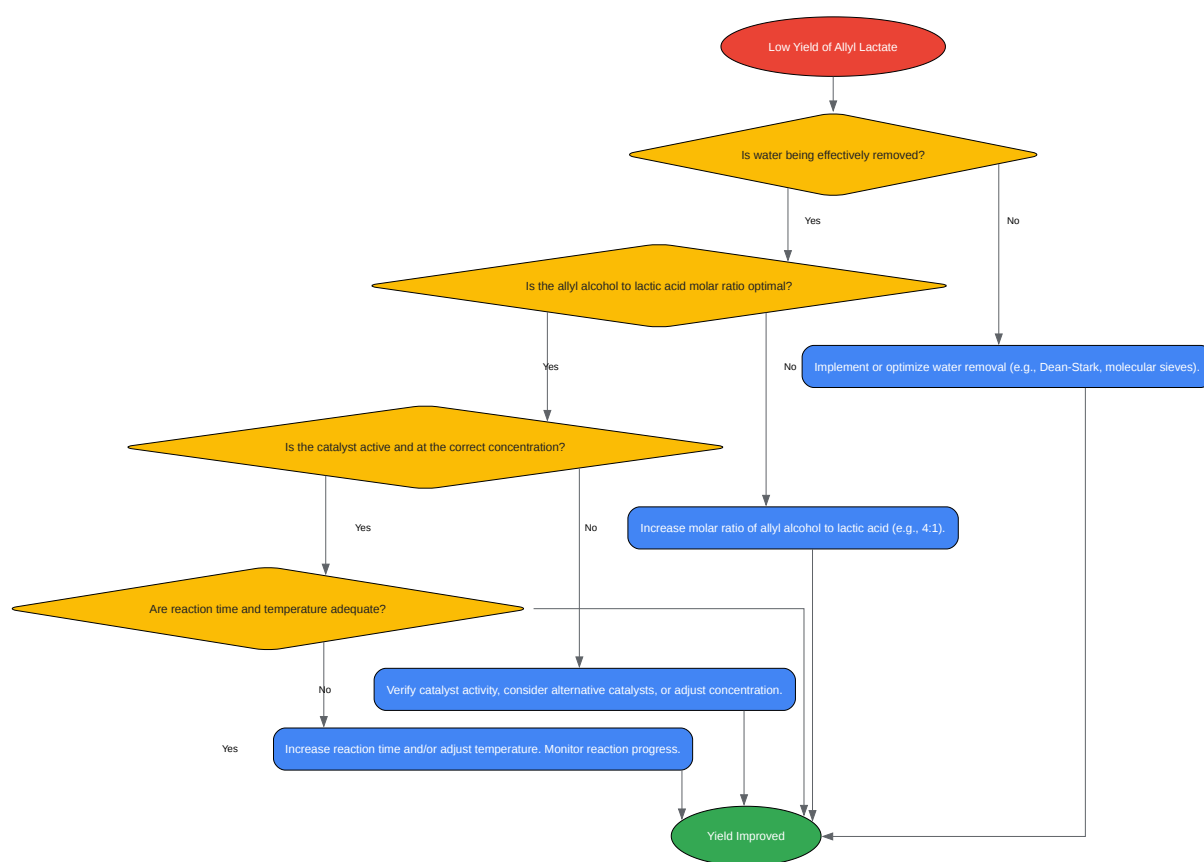 Low Yield of Allyl Lactate
Is water being effectively removed?
Yes
No
Is the allyl alcohol to lactic acid molar ratio optimal?
Yes
No
Implement or optimize water removal (e.g., Dean-Stark, molecular sieves).
Is the catalyst active and at the correct concentration?
Yes
No
Increase molar ratio of allyl alcohol to lactic acid (e.g., 4:1).
Are reaction time and temperature adequate?
No
Verify catalyst activity, consider alternative catalysts, or adjust concentration.
Yes
Increase reaction time and/or adjust temperature. Monitor reaction progress.
Yield Improved